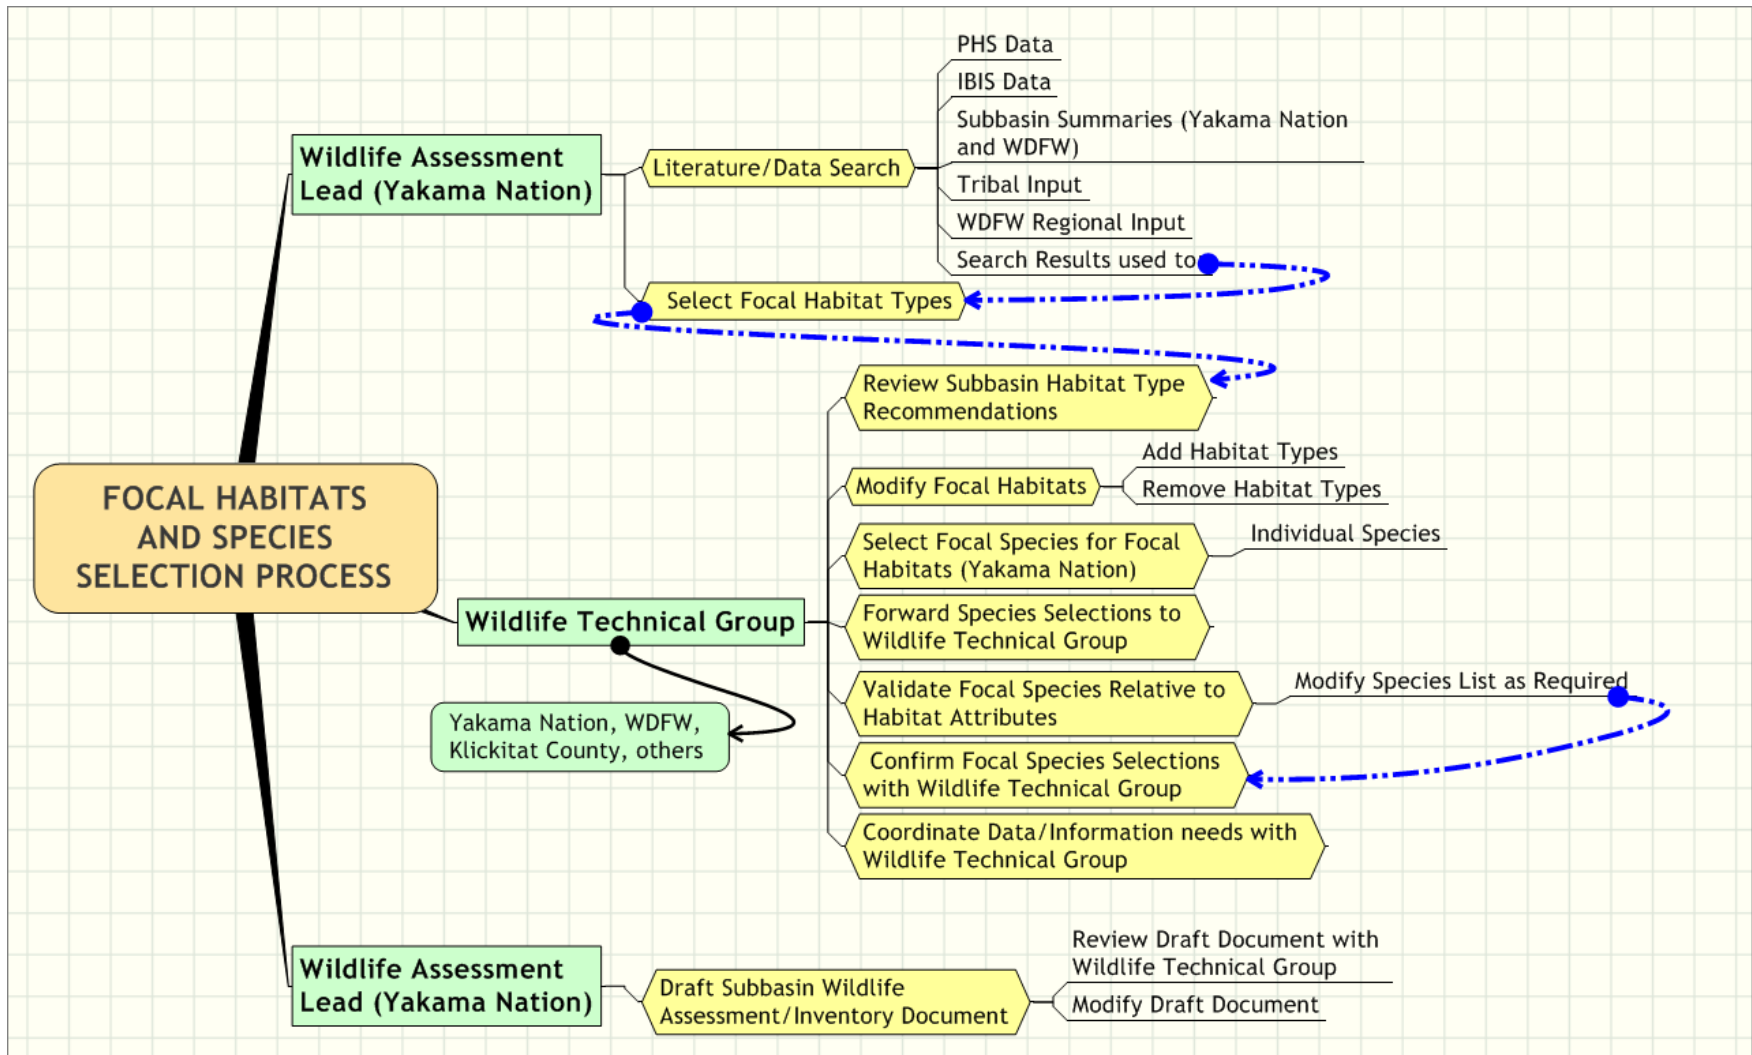 PHS Data
IBIS Data
Subbasin Summaries (Yakama Nation
and WDFW)
Tribal Input
WDFW Regional Input
Search Results used to
Wildlife Assessment
Lead (Yakama Nation)
Literature/Data Search
Select Focal Habitat Types
Review Subbasin Habitat Type
Recommendations
Modify Focal Habitats
Add Habitat Types
Remove Habitat Types
FOCAL HABITATS
AND SPECIES
SELECTION PROCESS
Select Focal Species for Focal
Habitats (Yakama Nation)
Individual Species
Wildlife Technical Group
Forward Species Selections to
Wildlife Technical Group
Yakama Nation, WDFW,
Klickitat County, others
Validate Focal Species Relative to
Habitat Attributes
Modify Species List as Required
Confirm Focal Species Selections
with Wildlife Technical Group
Coordinate Data/Information needs with
Wildlife Technical Group
Wildlife Assessment
Lead (Yakama Nation)
Draft Subbasin Wildlife
Assessment/Inventory Document
Review Draft Document with
Wildlife Technical Group
Modify Draft Document